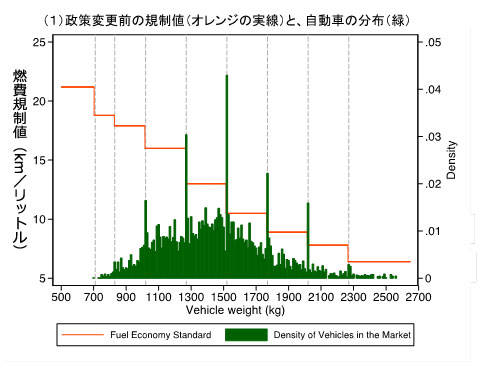 (1)政策変更前の規制値(オレンジの実線)と、自動車の分布(緑)
燃費規制値 (km/リットル)
25
20
15
10
5
.05
.04
.03
.02
.01
0
Density
500 700 900 1100 1300 1500 1700 1900 2100 2300 2500 2700
Vehicle weight (kg)
Fuel Economy Standard
Density of Vehicles in the Market